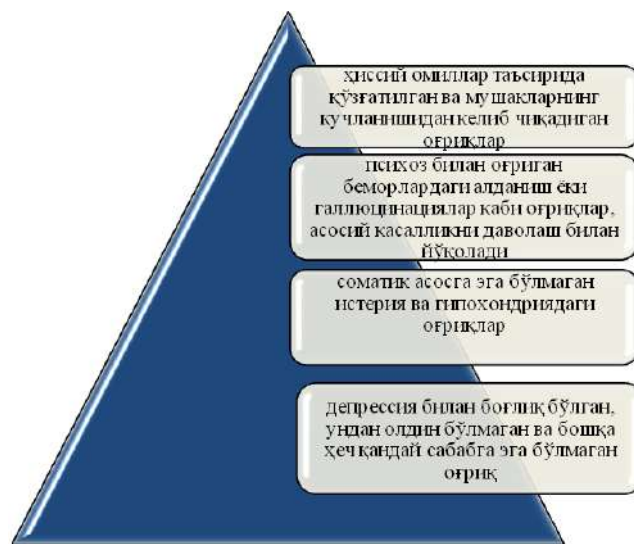 ҳиссий омиллар таъсирида
қўзғатилган ва мушакларнинг
кучланишидан келиб чиқадиган
оғриқлар
психоз билан оғриган
беморлардаги алданиш ёки
галлюцинациялар каби оғриқлар,
асосий касалликни даволаш билан
йўқолади
соматик асосга эга бўлмаган
истерия ва гипохондриядаги
оғриқлар
депрессия билан боғлиқ бўлган,
ундан олдин бўлмаган ва бошқа
ҳеч қандай сабабга эга бўлмаган
оғриқ